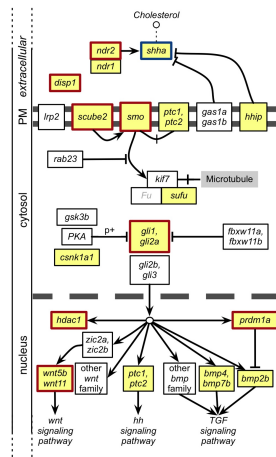 Cholesterol
extracellular
ndr2
ndr1
shha
disp1
PM
lrp2
scube2
smo
ptc1,
ptc2
gas1a
gas1b
hhip
rab23
kif7
Microtubule
Fu
sufu
cytosol
gsk3b
PKA
p+
csnk1a1
gli1,
gli2a
fbxw11a,
fbxw11b
gli2b,
gli3
nucleus
hdac1
prdm1a
zic2a,
zic2b
wnt5b
wnt11
other
wnt
family
ptc1,
ptc2
other
bmp
family
bmp4,
bmp7b
bmp2b
wnt
signaling
pathway
hh
signaling
pathway
TGF
signaling
pathway